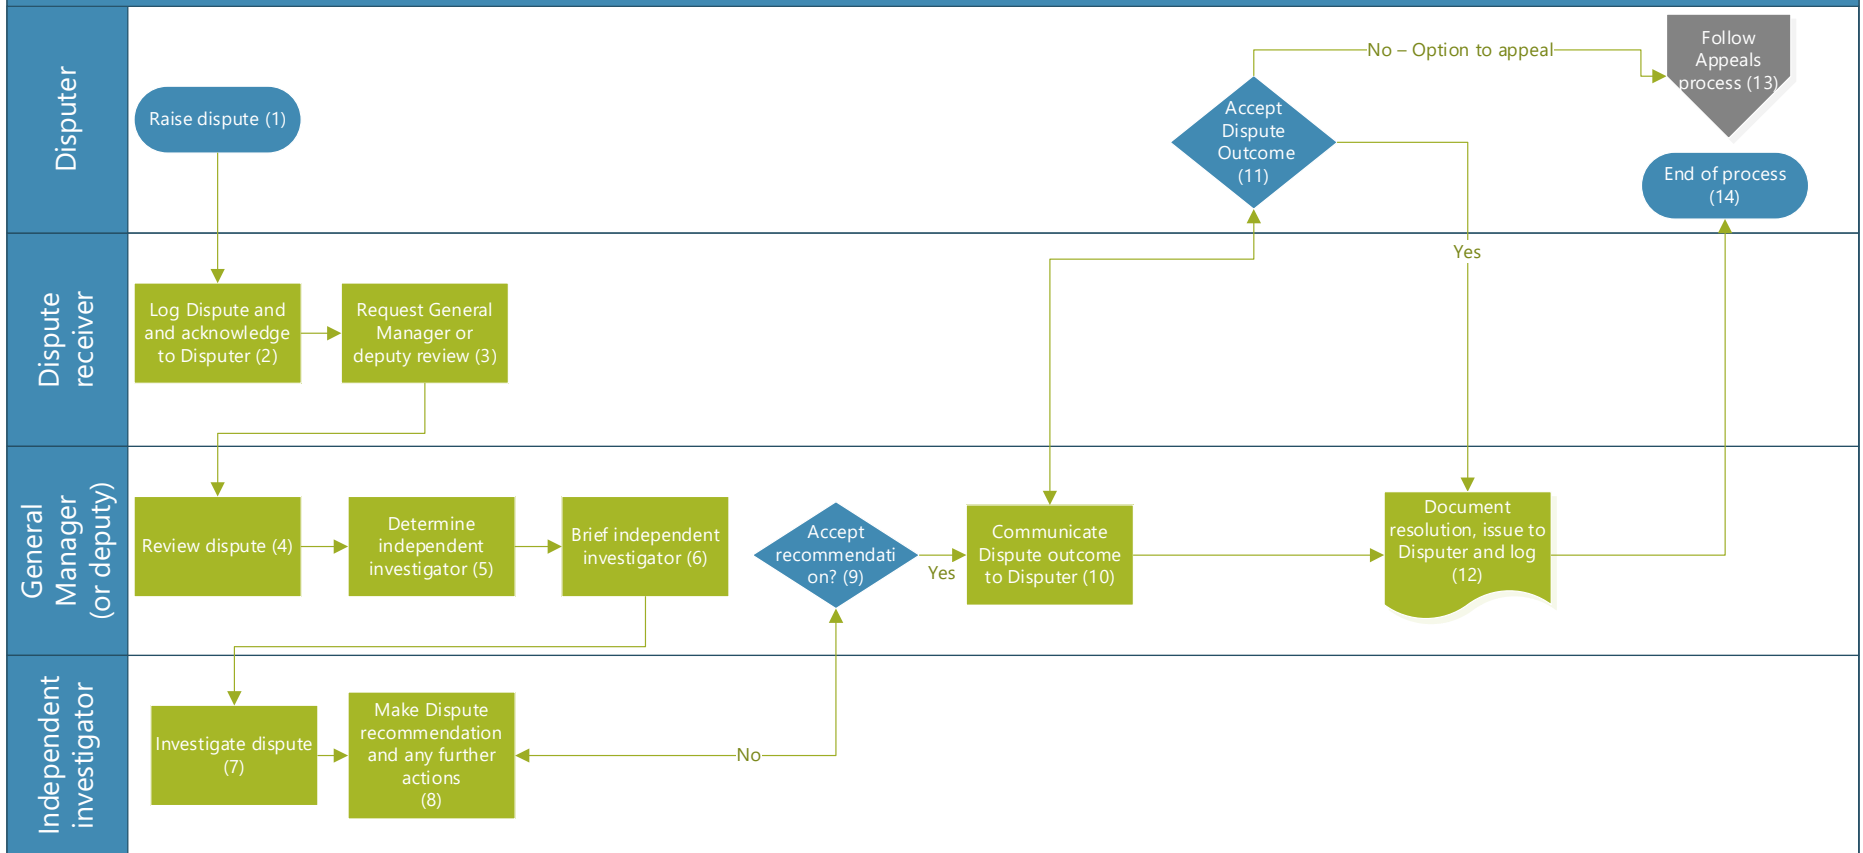 Disputer
Raise dispute (1)
Accept
Dispute
Outcome
(11)
No – Option to appeal
Follow
Appeals
process (13)
End of process
(14)
Yes
Dispute
receiver
Log Dispute and
and acknowledge
to Disputer (2)
Request General
Manager or
deputy review (3)
General
Manager
(or deputy)
Review dispute (4)
Determine
independent
investigator (5)
Brief independent
investigator (6)
Accept
recommendati
on? (9)
Yes
Communicate
Dispute outcome
to Disputer (10)
Document
resolution, issue to
Disputer and log
(12)
Independent
investigator
Investigate dispute
(7)
Make Dispute
recommendation
and any further
actions
(8)
No